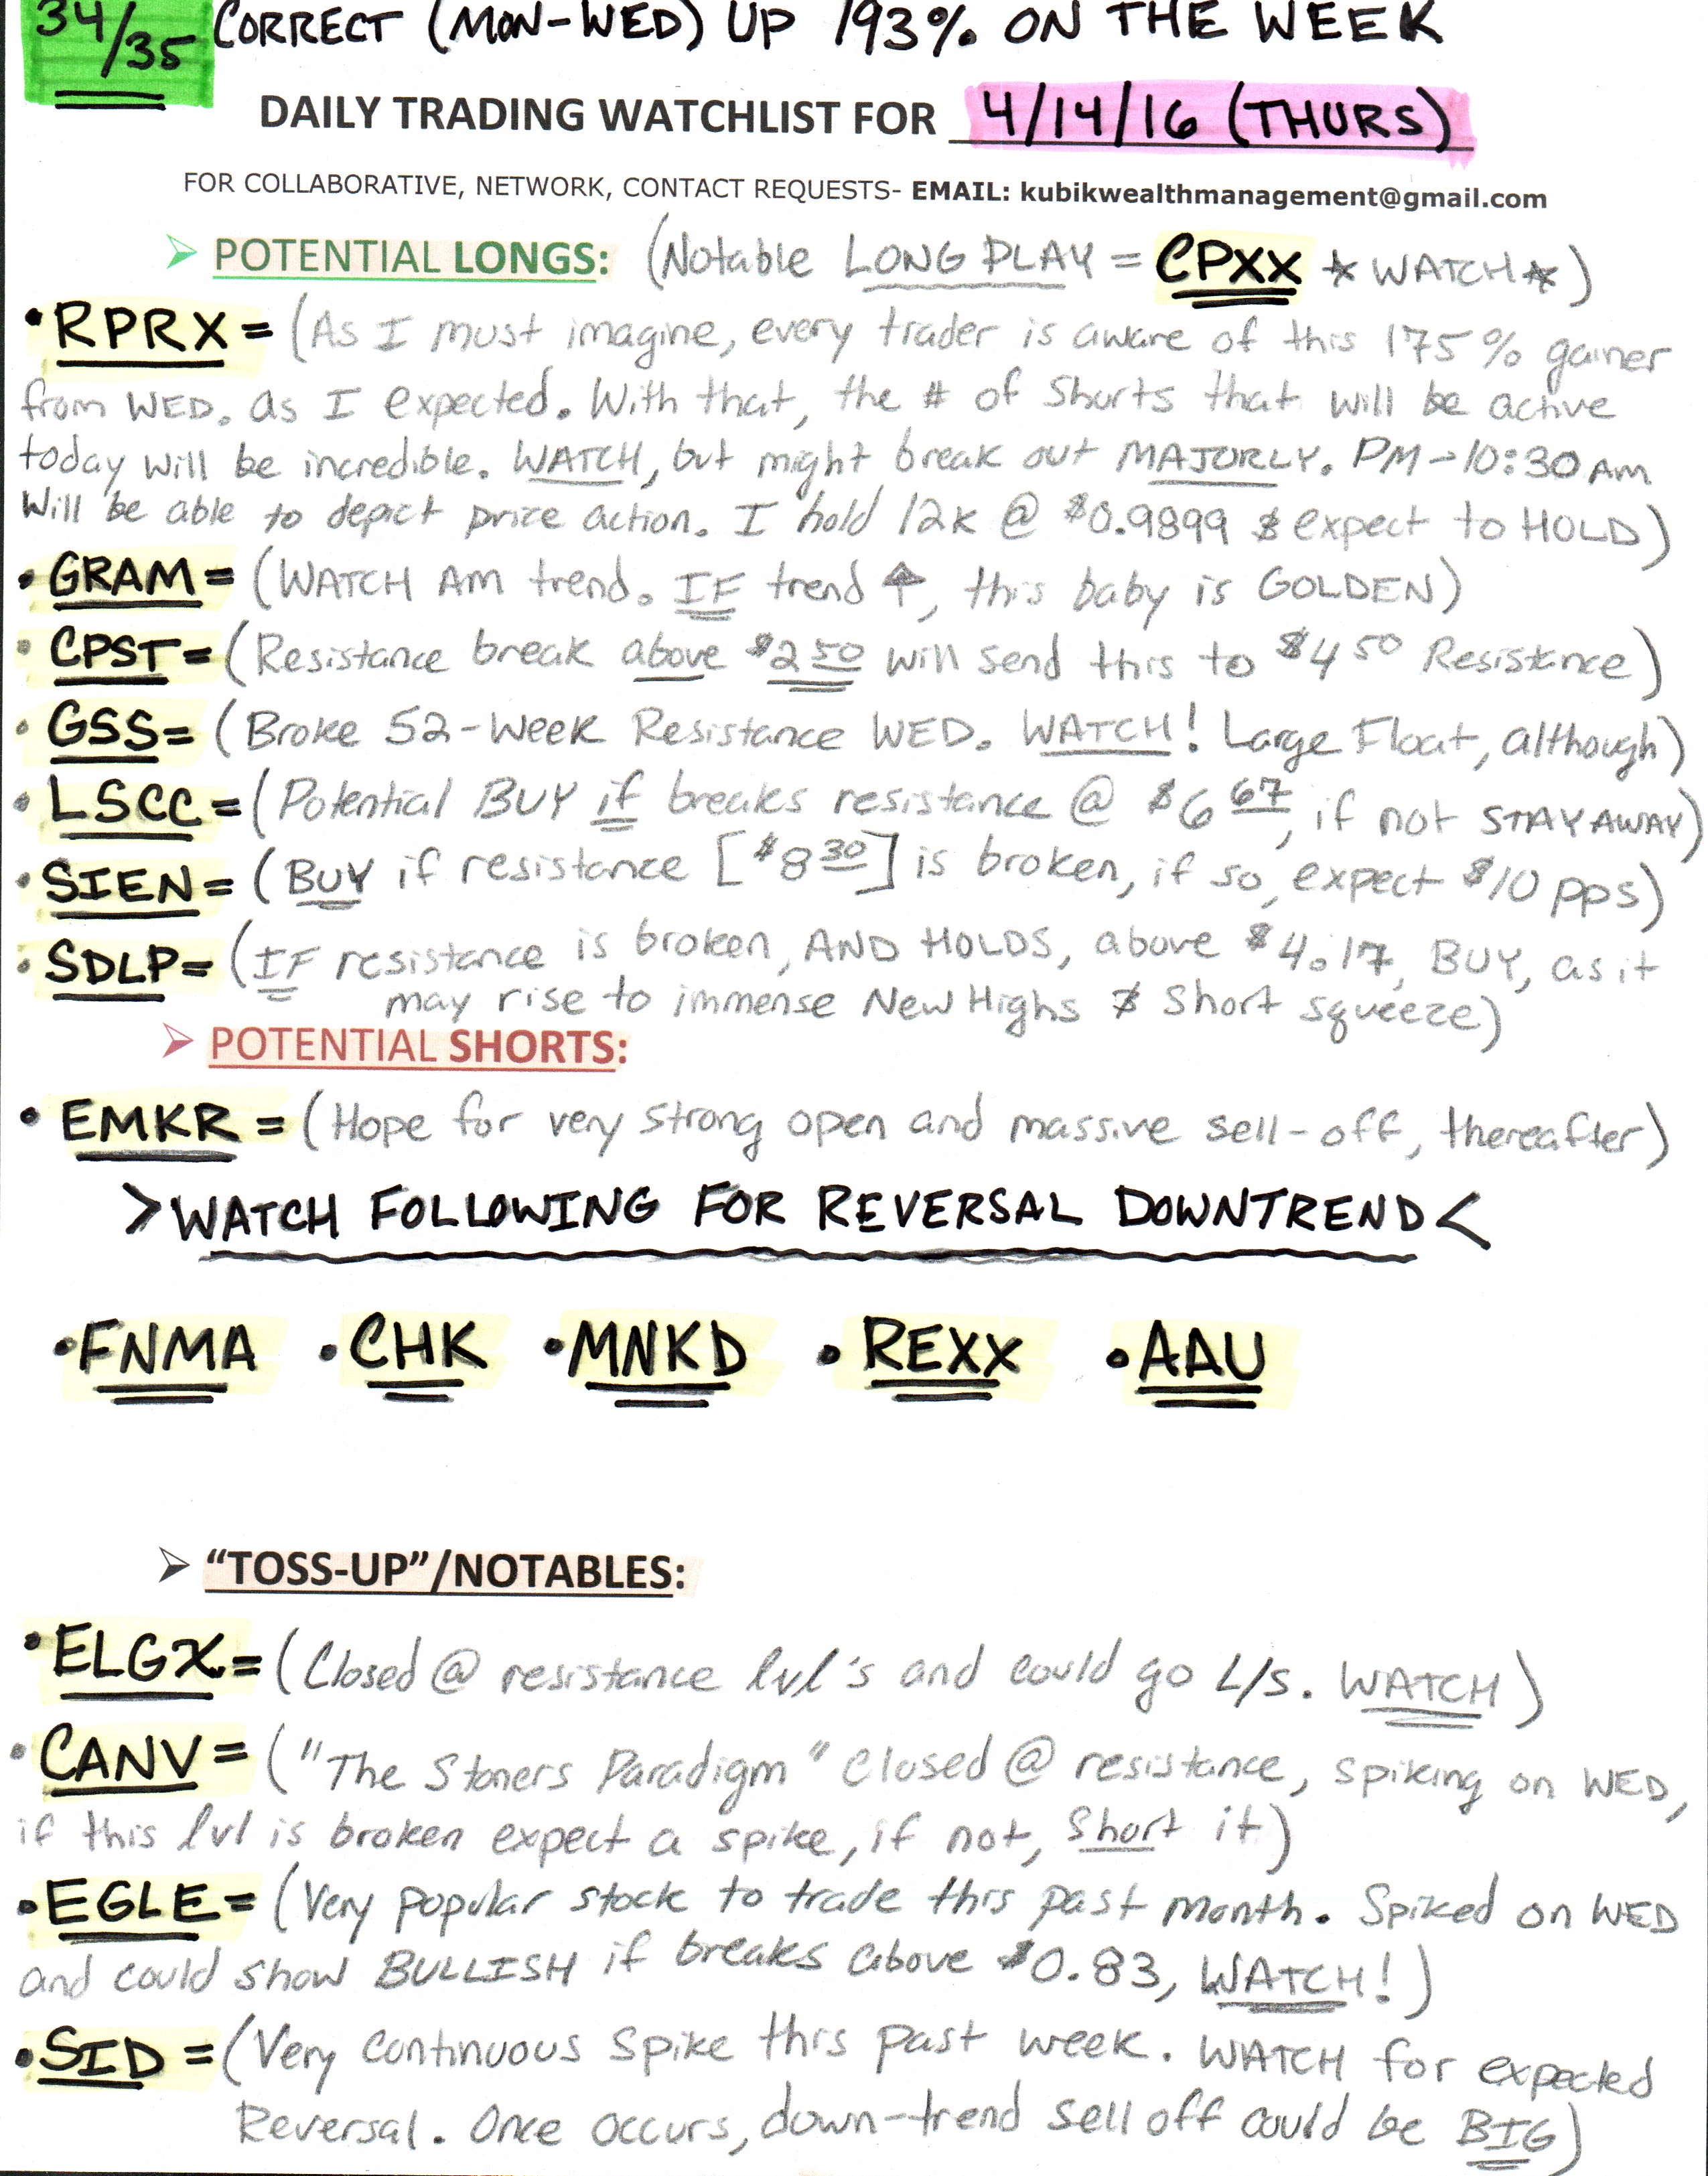 34/35 CORRECT (MON-WED) UP 193% ON THE WEEK
DAILY TRADING WATCHLIST FOR 4/14/16 (THURS)
FOR COLLABORATIVE, NETWORK, CONTACT REQUESTS- EMAIL: kubikwealthmanagement@gmail.com
➢ POTENTIAL LONGS: (Notable LONG PLAY = CPXX * WATCH *)
• RPRX = (As I must imagine, every trader is aware of this 175% gainer
from WED. as I expected. With that, the # of Shorts that will be active
today will be incredible. WATCH, but might break out MAJORLY. PM-10:30 AM
Will be able to depict price action. I hold 12K @ $0.9899 & expect to HOLD)
• GRAM = (WATCH AM trend. IF trend ↑, this baby is GOLDEN)
• CPST = (Resistance break above $2 50 will send this to $4 50 Resistance)
• GSS = (Broke 52-Week Resistance WED. WATCH! Large Float, although)
• LSCC = (Potential BUY if breaks resistance @ $6 67, if not STAY AWAY)
• SIEN = (BUY if resistance [$8 30] is broken, if so, expect $10 pps)
• SDLP = (IF resistance is broken, AND HOLDS, above $4.17, BUY, as it
may rise to immense New Highs & Short squeeze)
➢ POTENTIAL SHORTS:
• EMKR = (Hope for very strong open and massive sell-off, thereafter)
>WATCH FOLLOWING FOR REVERSAL DOWNTREND<
• FNMA • CHK • MNKD • REXX • AAU
➢ "TOSS-UP"/NOTABLES:
• ELGX = (Closed @ resistance lvl's and could go L/S. WATCH)
• CANV = ("The Stoners Paradigm" Closed @ resistance, spiking on WED,
if this lvl is broken expect a spike, if not, Short it)
• EGLE = (Very popular stock to trade this past month. Spiked on WED
and could show BULLISH if breaks above $0.83, WATCH!)
• SID = (Very continuous spike this past week. WATCH for expected
Reversal. Once occurs, down-trend sell off could be BIG)